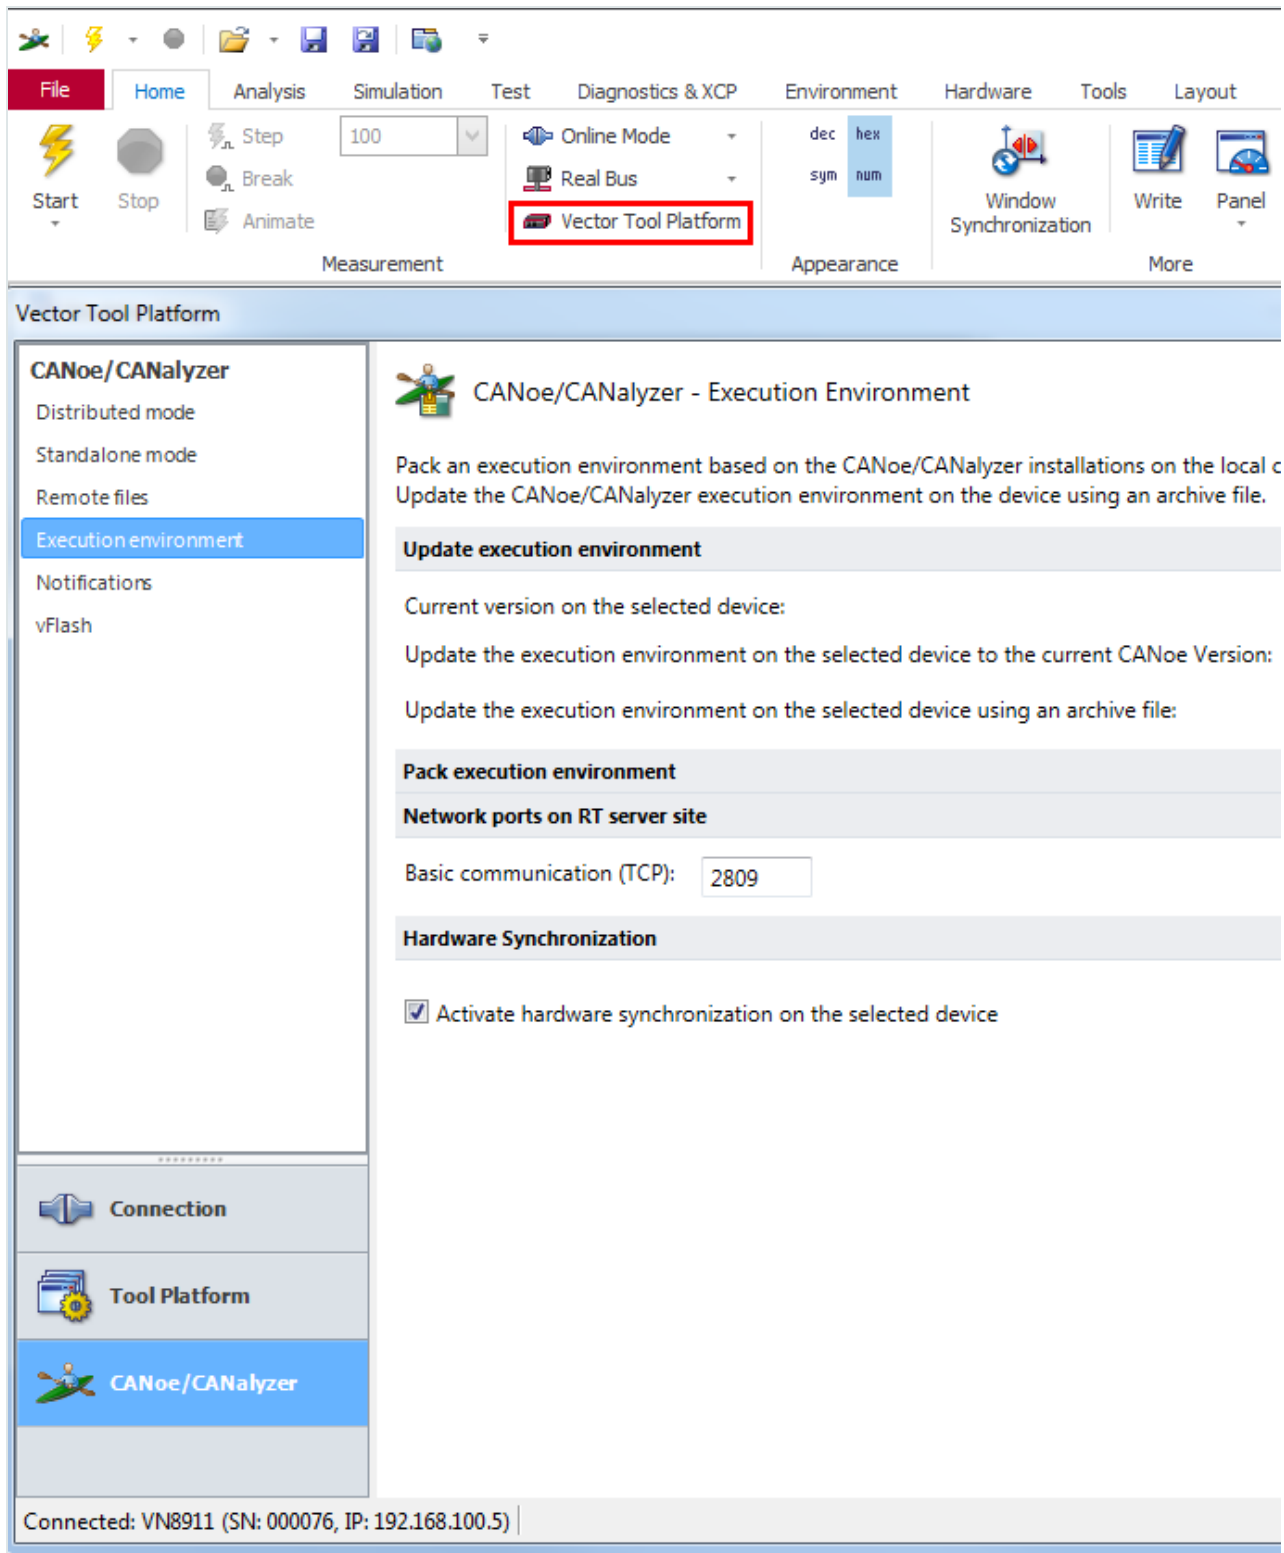 File Home Analysis Simulation Test Diagnostics & XCP Environment Hardware Tools Layout
Step 100 Online Mode dec hex
Break Real Bus sym num
Start Stop Window Write Panel
Animate Vector Tool Platform Synchronization
Measurement Appearance More
Vector Tool Platform
CANoe/CANalyzer
Distributed mode
Standalone mode
Remote files
Execution environment
Notifications
vFlash
CANoe/CANalyzer - Execution Environment
Pack an execution environment based on the CANoe/CANalyzer installations on the local
Update the CANoe/CANalyzer execution environment on the device using an archive file.
Update execution environment
Current version on the selected device:
Update the execution environment on the selected device to the current CANoe Version:
Update the execution environment on the selected device using an archive file:
Pack execution environment
Network ports on RT server site
Basic communication (TCP): 2809
Hardware Synchronization
Activate hardware synchronization on the selected device
Connection
Tool Platform
CANoe/CANalyzer
Connected: VN8911 (SN: 000076, IP: 192.168.100.5)